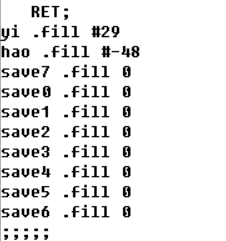 RET;
yi .fill #29
hao .fill #-48
save7 .fill 0
save0 .fill 0
save1 .fill 0
save2 .fill 0
save3 .fill 0
save4 .fill 0
save5 .fill 0
save6 .fill 0
;;;;;